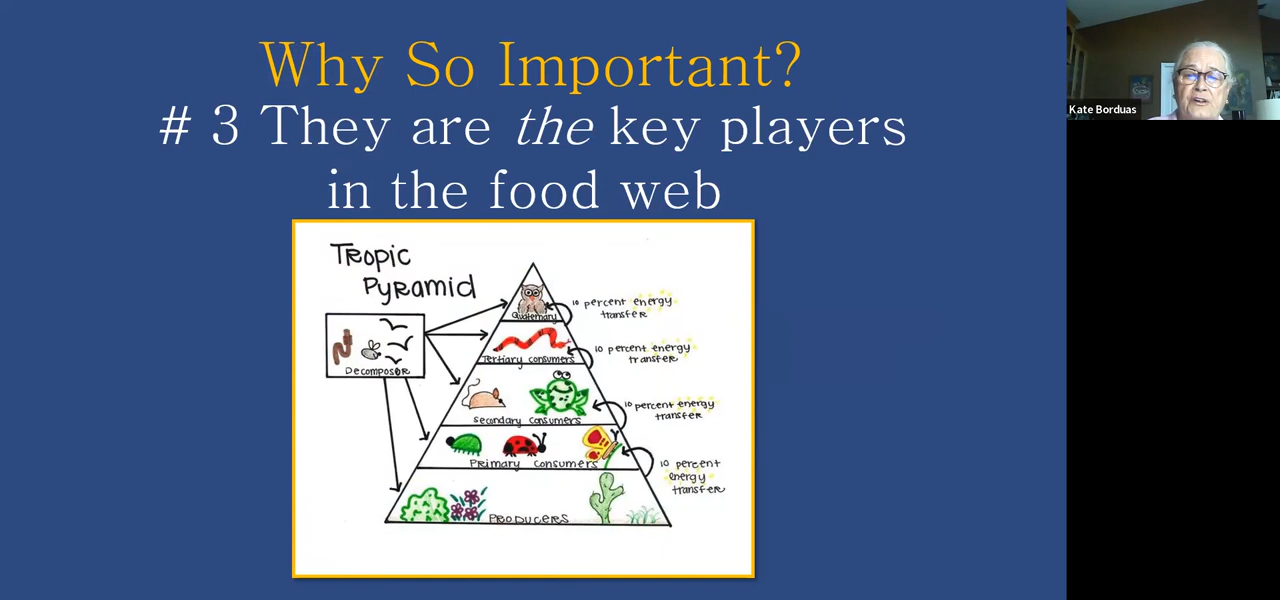 Why So Important?
# 3 They are the key players
in the food web
Kate Borduas
Tropic
Pyramid
10 percent energy
transfer
Quaternary
10 percent energy
transfer
Tertiary consumers
Decomposer
10 percent energy
transfer
Secondary consumers
10 percent
energy
transfer
Primary consumers
PRODUCERS